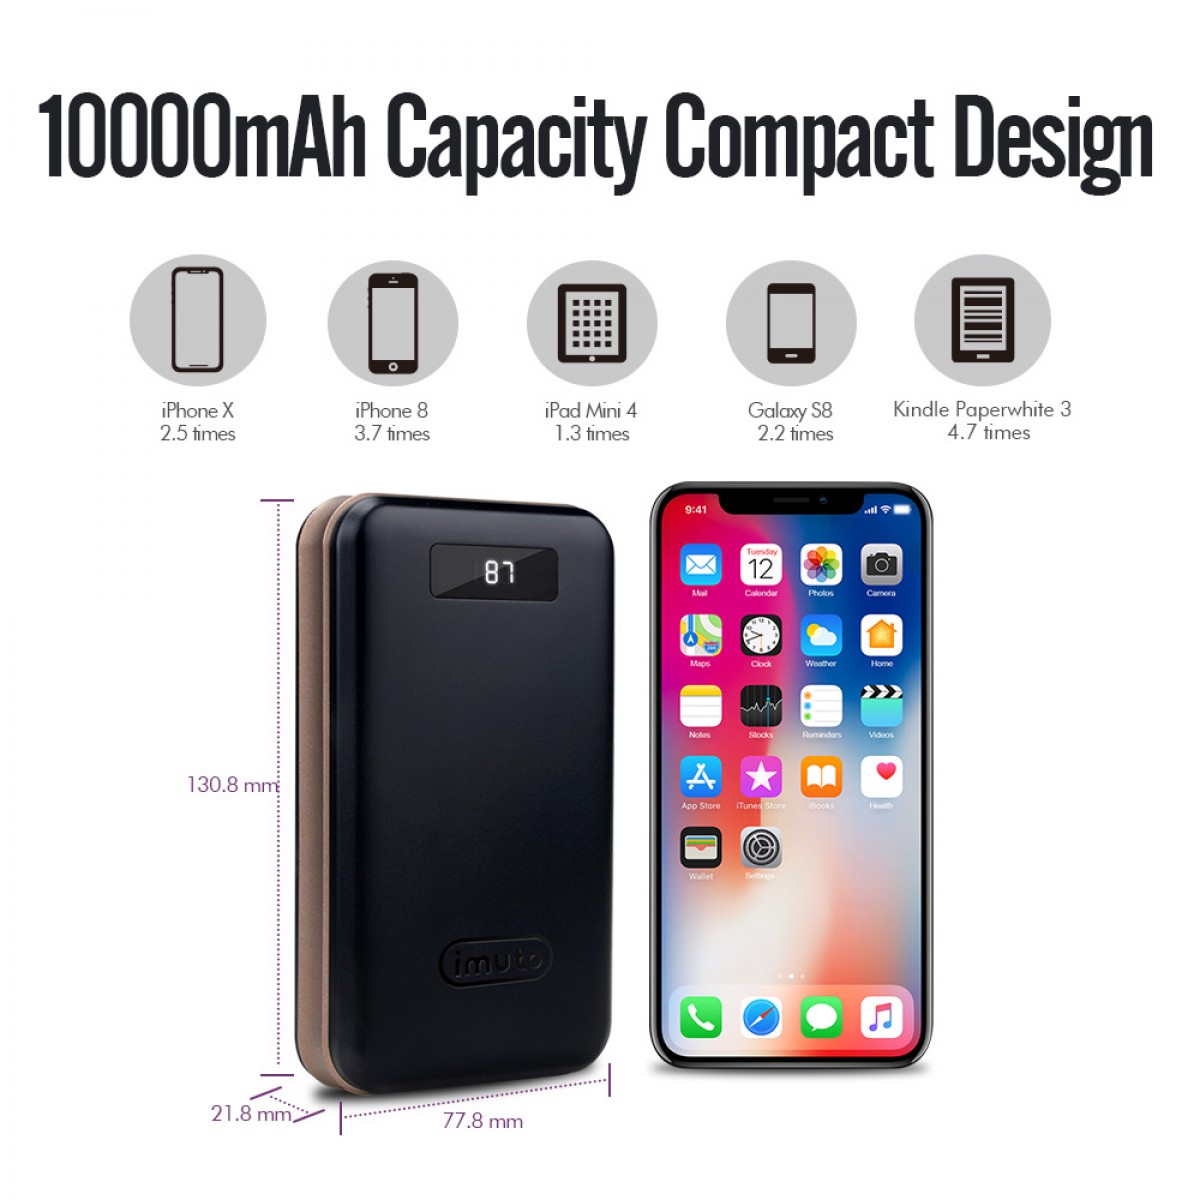 10000mAh Capacity Compact Design
iPhone X
2.5 times
iPhone 8
3.7 times
iPad Mini 4
1.3 times
Galaxy S8
2.2 times
Kindle Paperwhite 3
4.7 times
87
imuto
130.8 mm
21.8 mm
77.8 mm
9:41
Tuesday
12
Mail Calendar Photos Camera
Maps Clock Weather Home
Notes Stocks Reminders Videos
App Store iTunes Store iBooks Health
Wallet Settings